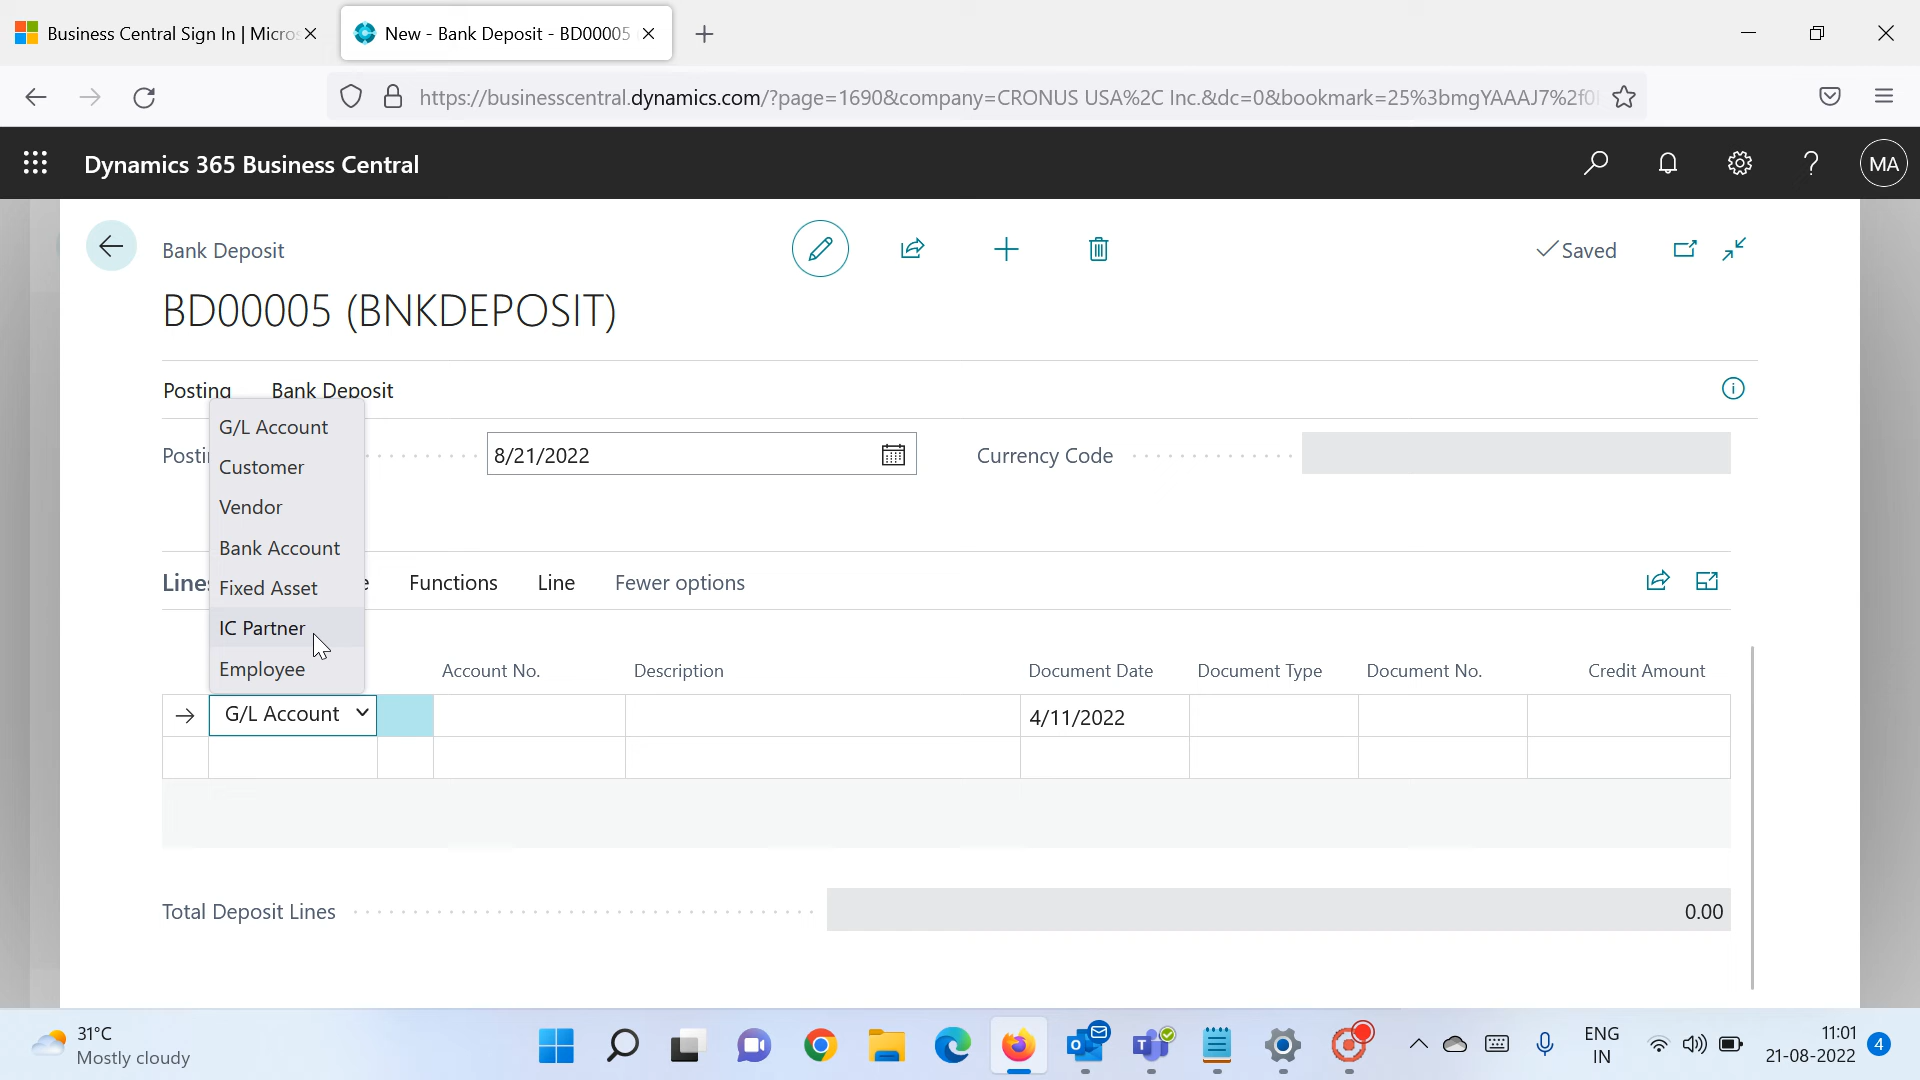 Business Central Sign In | Micro
New - Bank Deposit - BD00005
https://businesscentral.dynamics.com/?page=1690&company=CRONUS USA%2C Inc.&dc=0&bookmark=25%3bmgYAAAJ7%2f0
Dynamics 365 Business Central
MA
Bank Deposit
Saved
BD00005 (BNKDEPOSIT)
Posting Bank Deposit
G/L Account
Customer
Vendor
Bank Account
Fixed Asset
IC Partner
Employee
8/21/2022
Currency Code
Functions Line Fewer options
Account No. Description Document Date Document Type Document No. Credit Amount
G/L Account 4/11/2022
Total Deposit Lines 0.00
31°C
Mostly cloudy
ENG
IN
11:01
21-08-2022
4